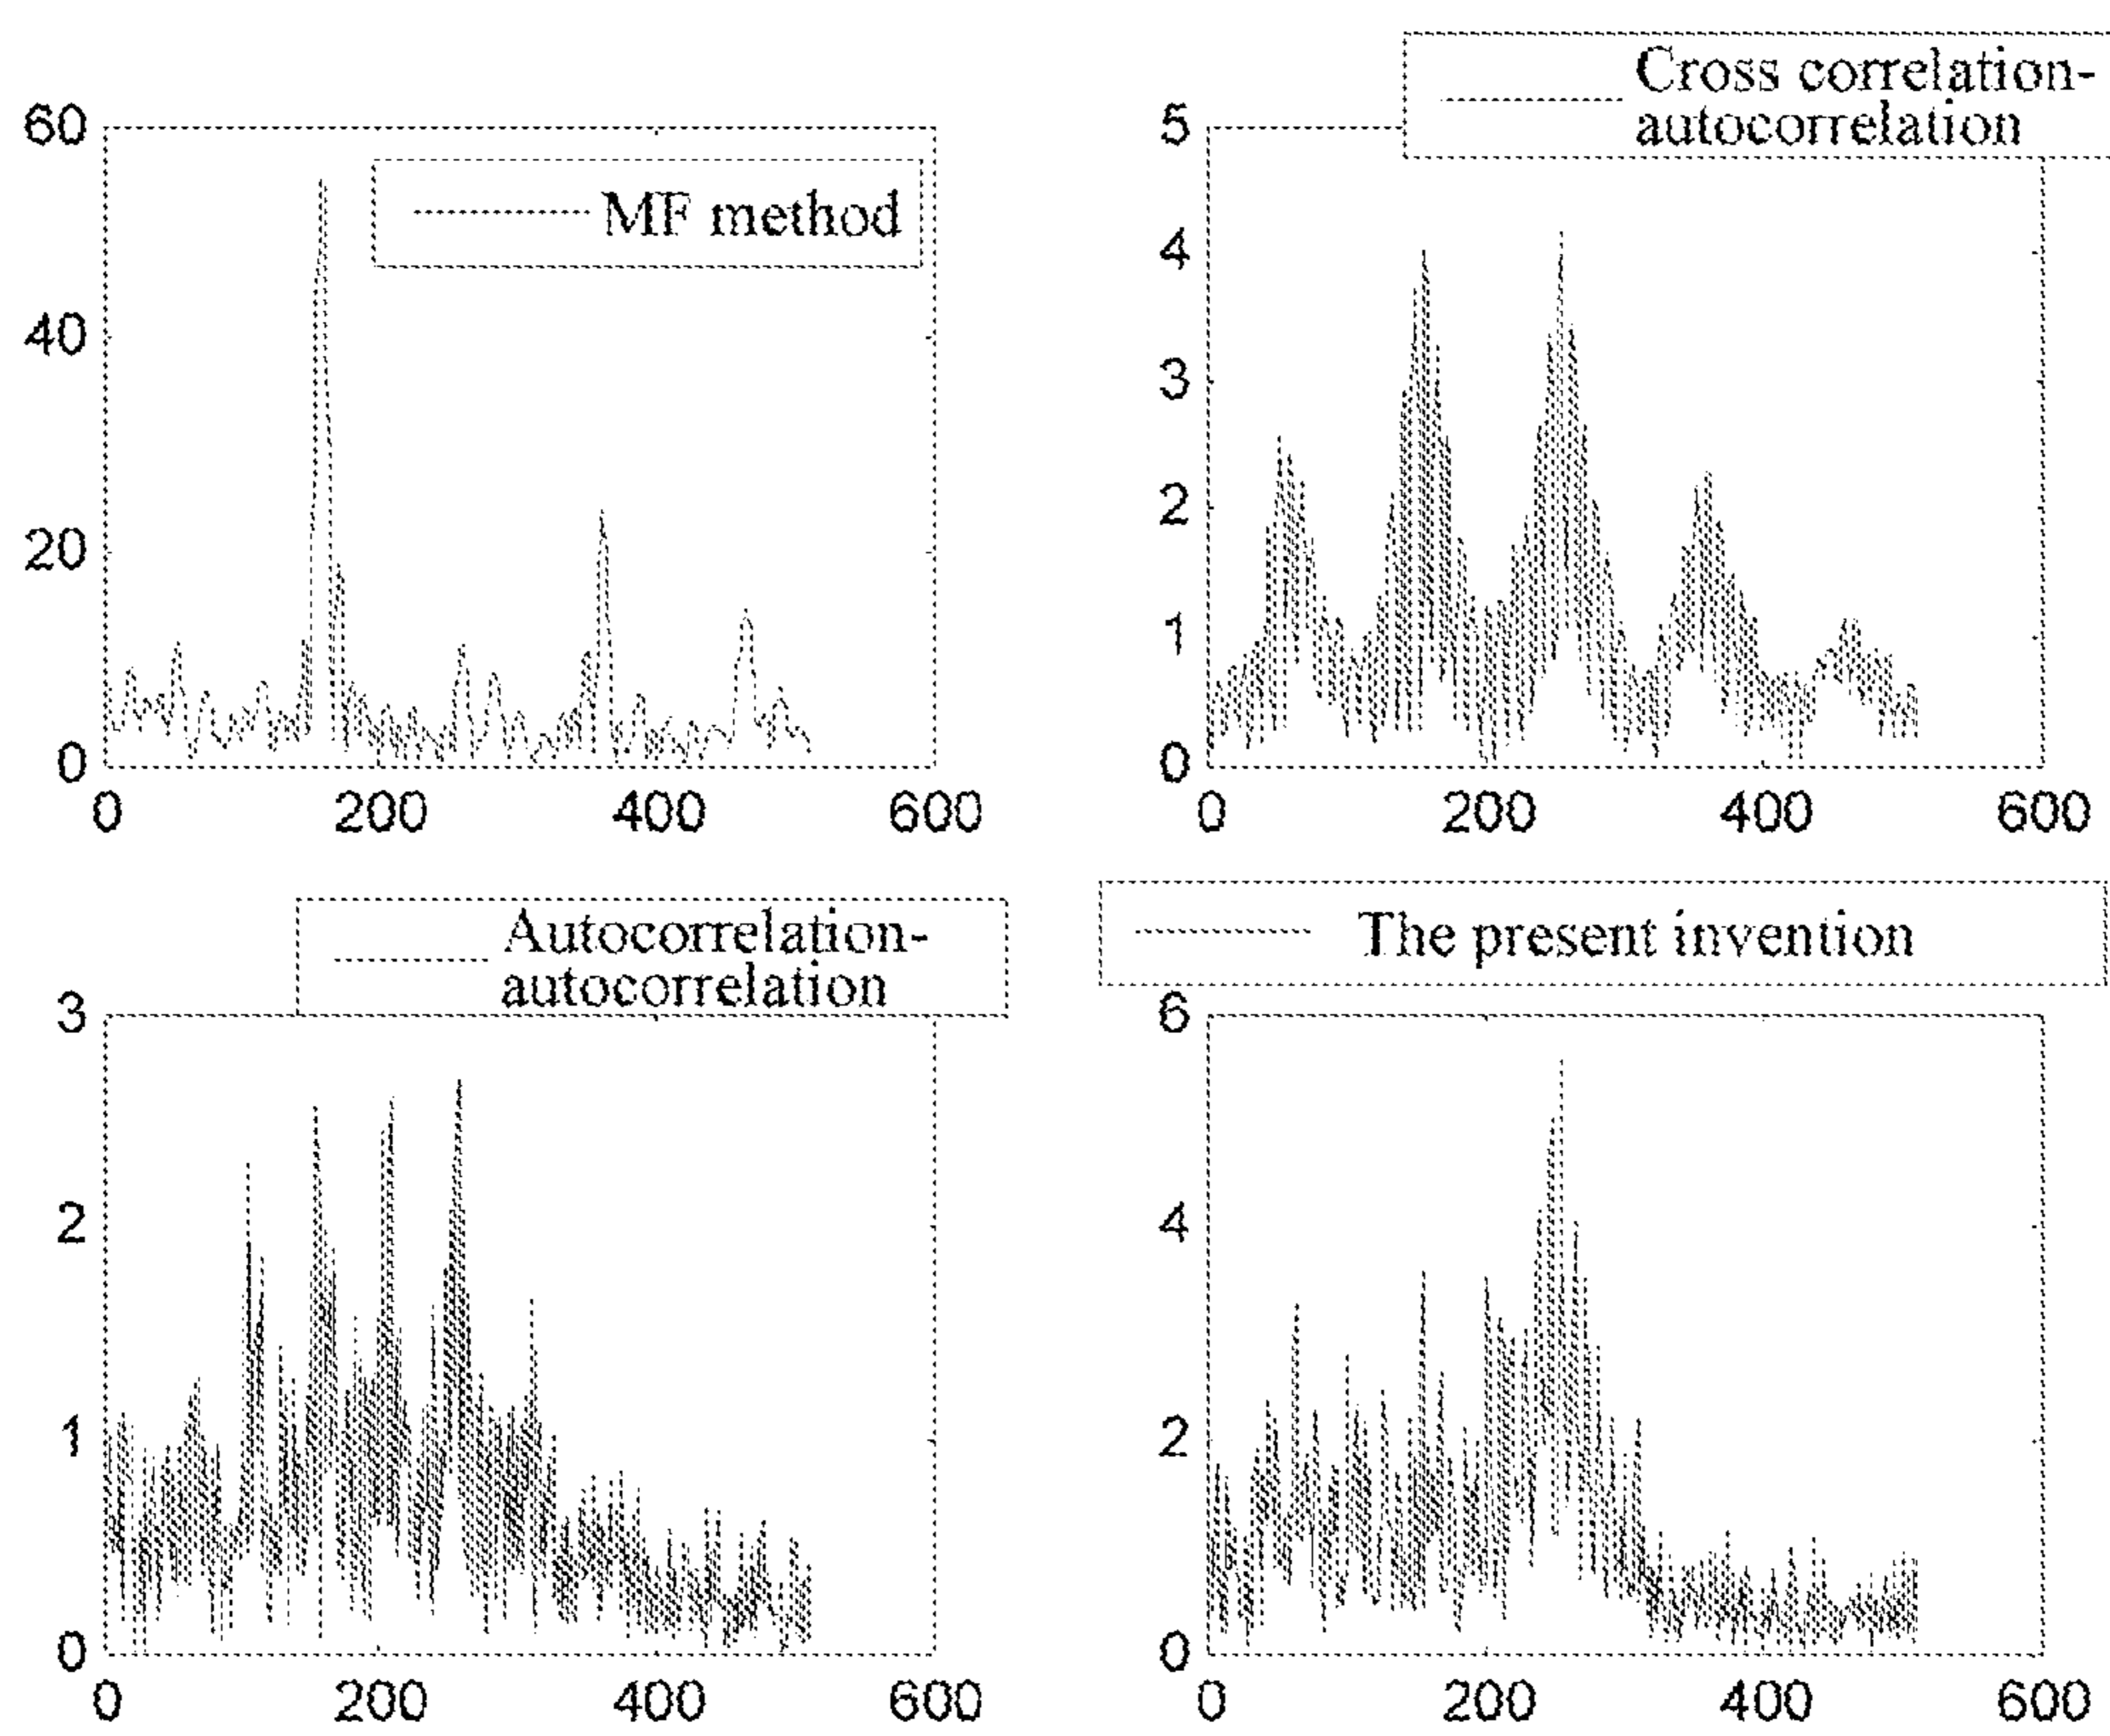 MF method
60
40
20
0
0 200 400 600
Cross correlation-
autocorrelation
5
4
3
2
1
0
0 200 400 600
Autocorrelation-
autocorrelation
3
2
1
0
0 200 400 600
The present invention
6
4
2
0
0 200 400 600